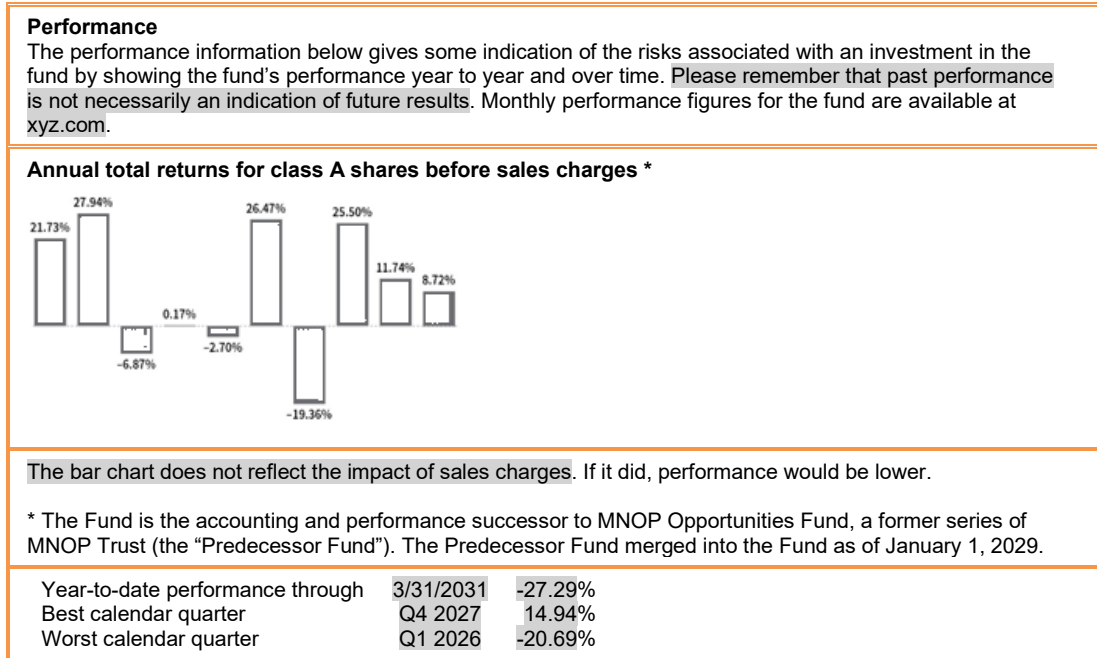 Performance
The performance information below gives some indication of the risks associated with an investment in the
fund by showing the fund’s performance year to year and over time. Please remember that past performance
is not necessarily an indication of future results. Monthly performance figures for the fund are available at
xyz.com.
Annual total returns for class A shares before sales charges *
21.73%
27.94%
−6.87%
0.17%
−2.70%
26.47%
−19.36%
25.50%
11.74%
8.72%
The bar chart does not reflect the impact of sales charges. If it did, performance would be lower.
* The Fund is the accounting and performance successor to MNOP Opportunities Fund, a former series of
MNOP Trust (the “Predecessor Fund”). The Predecessor Fund merged into the Fund as of January 1, 2029.
Year-to-date performance through 3/31/2031 -27.29%
Best calendar quarter Q4 2027 14.94%
Worst calendar quarter Q1 2026 -20.69%